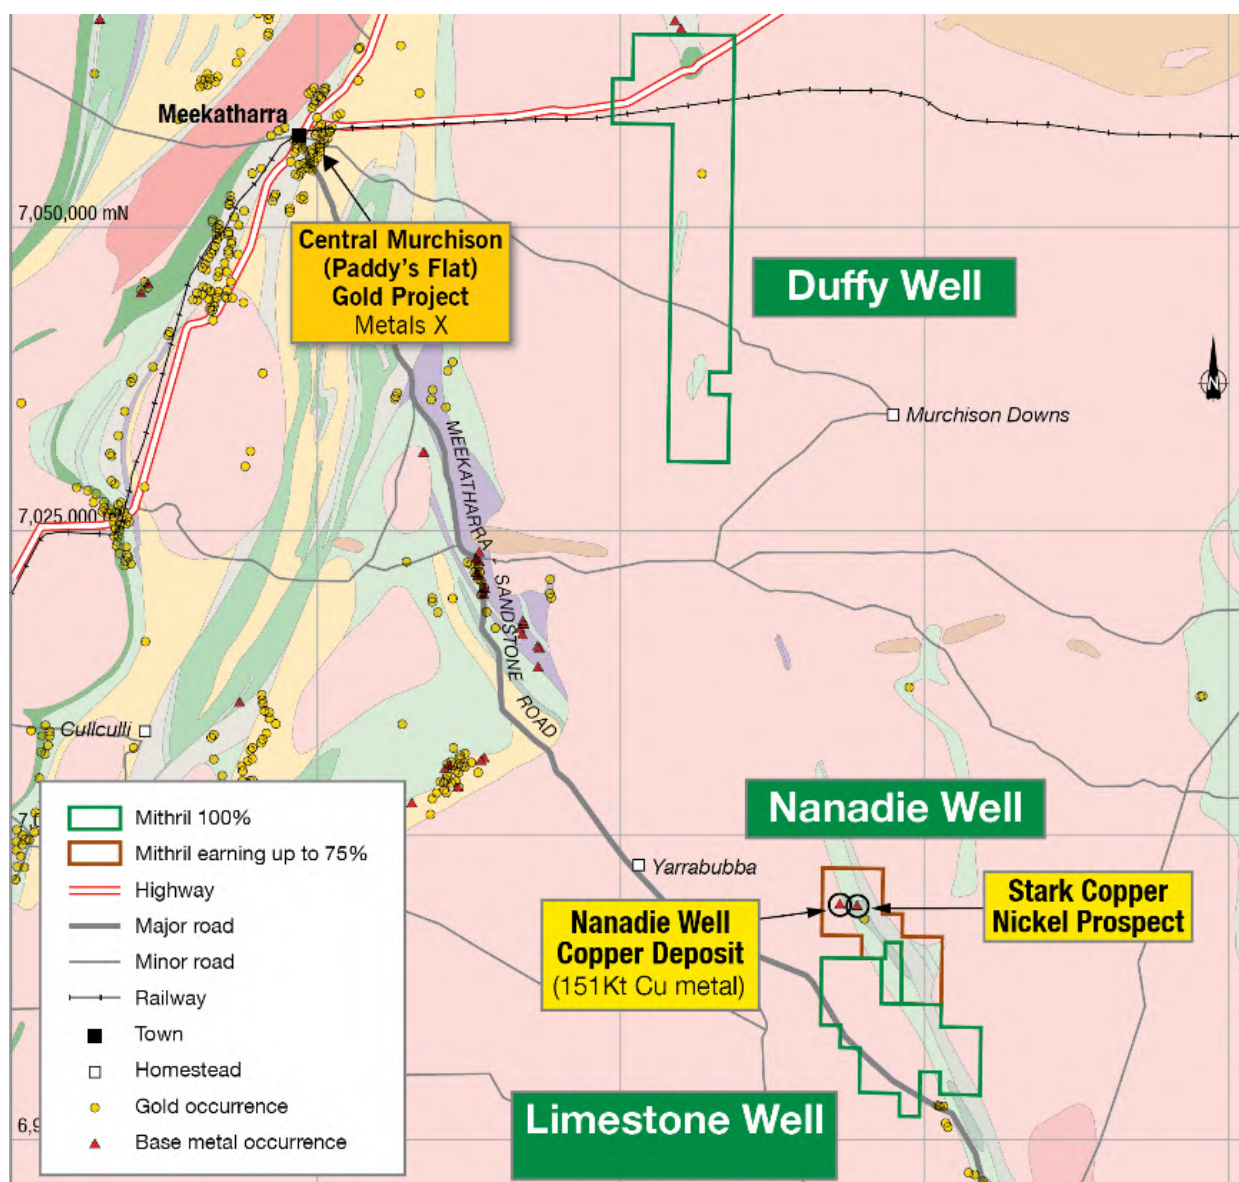 Meekatharra
7,050,000 mN
Central Murchison
(Paddy's Flat)
Gold Project
Metals X
Duffy Well
N
Murchison Downs
MEEKATHARRA - SANDSTONE ROAD
7,025,000
Cullculli
Nanadie Well
Yarrabubba
Nanadie Well
Copper Deposit
(151Kt Cu metal)
Stark Copper
Nickel Prospect
Limestone Well
Mithril 100%
Mithril earning up to 75%
Highway
Major road
Minor road
Railway
Town
Homestead
Gold occurrence
Base metal occurrence